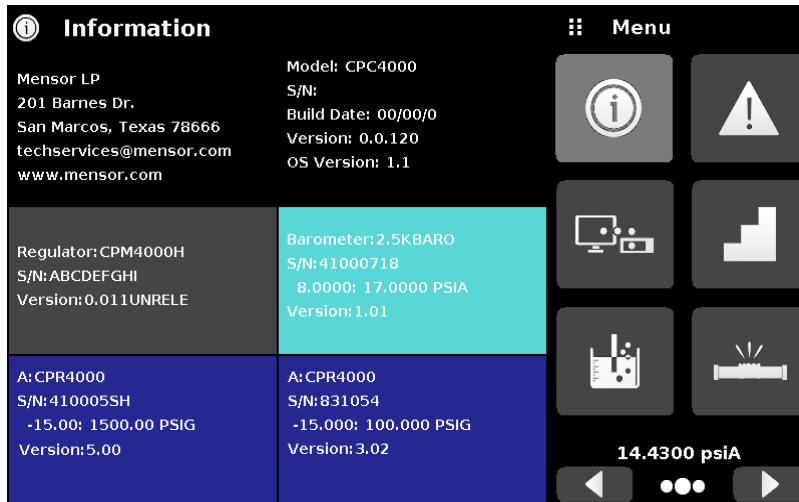 Information
Mensor LP
201 Barnes Dr.
San Marcos, Texas 78666
techservices@mensor.com
www.mensor.com
Model: CPC4000
S/N:
Build Date: 00/00/0
Version: 0.0.120
OS Version: 1.1
Regulator:CPM4000H
S/N:ABCDEFGHI
Version:0.011UNRELE
Barometer:2.5KBARO
S/N:41000718
8.0000: 17.0000 PSIA
Version:1.01
A:CPR4000
S/N:410005SH
-15.00: 1500.00 PSIG
Version:5.00
A:CPR4000
S/N:831054
-15.000: 100.000 PSIG
Version:3.02
Menu
14.4300 psiA